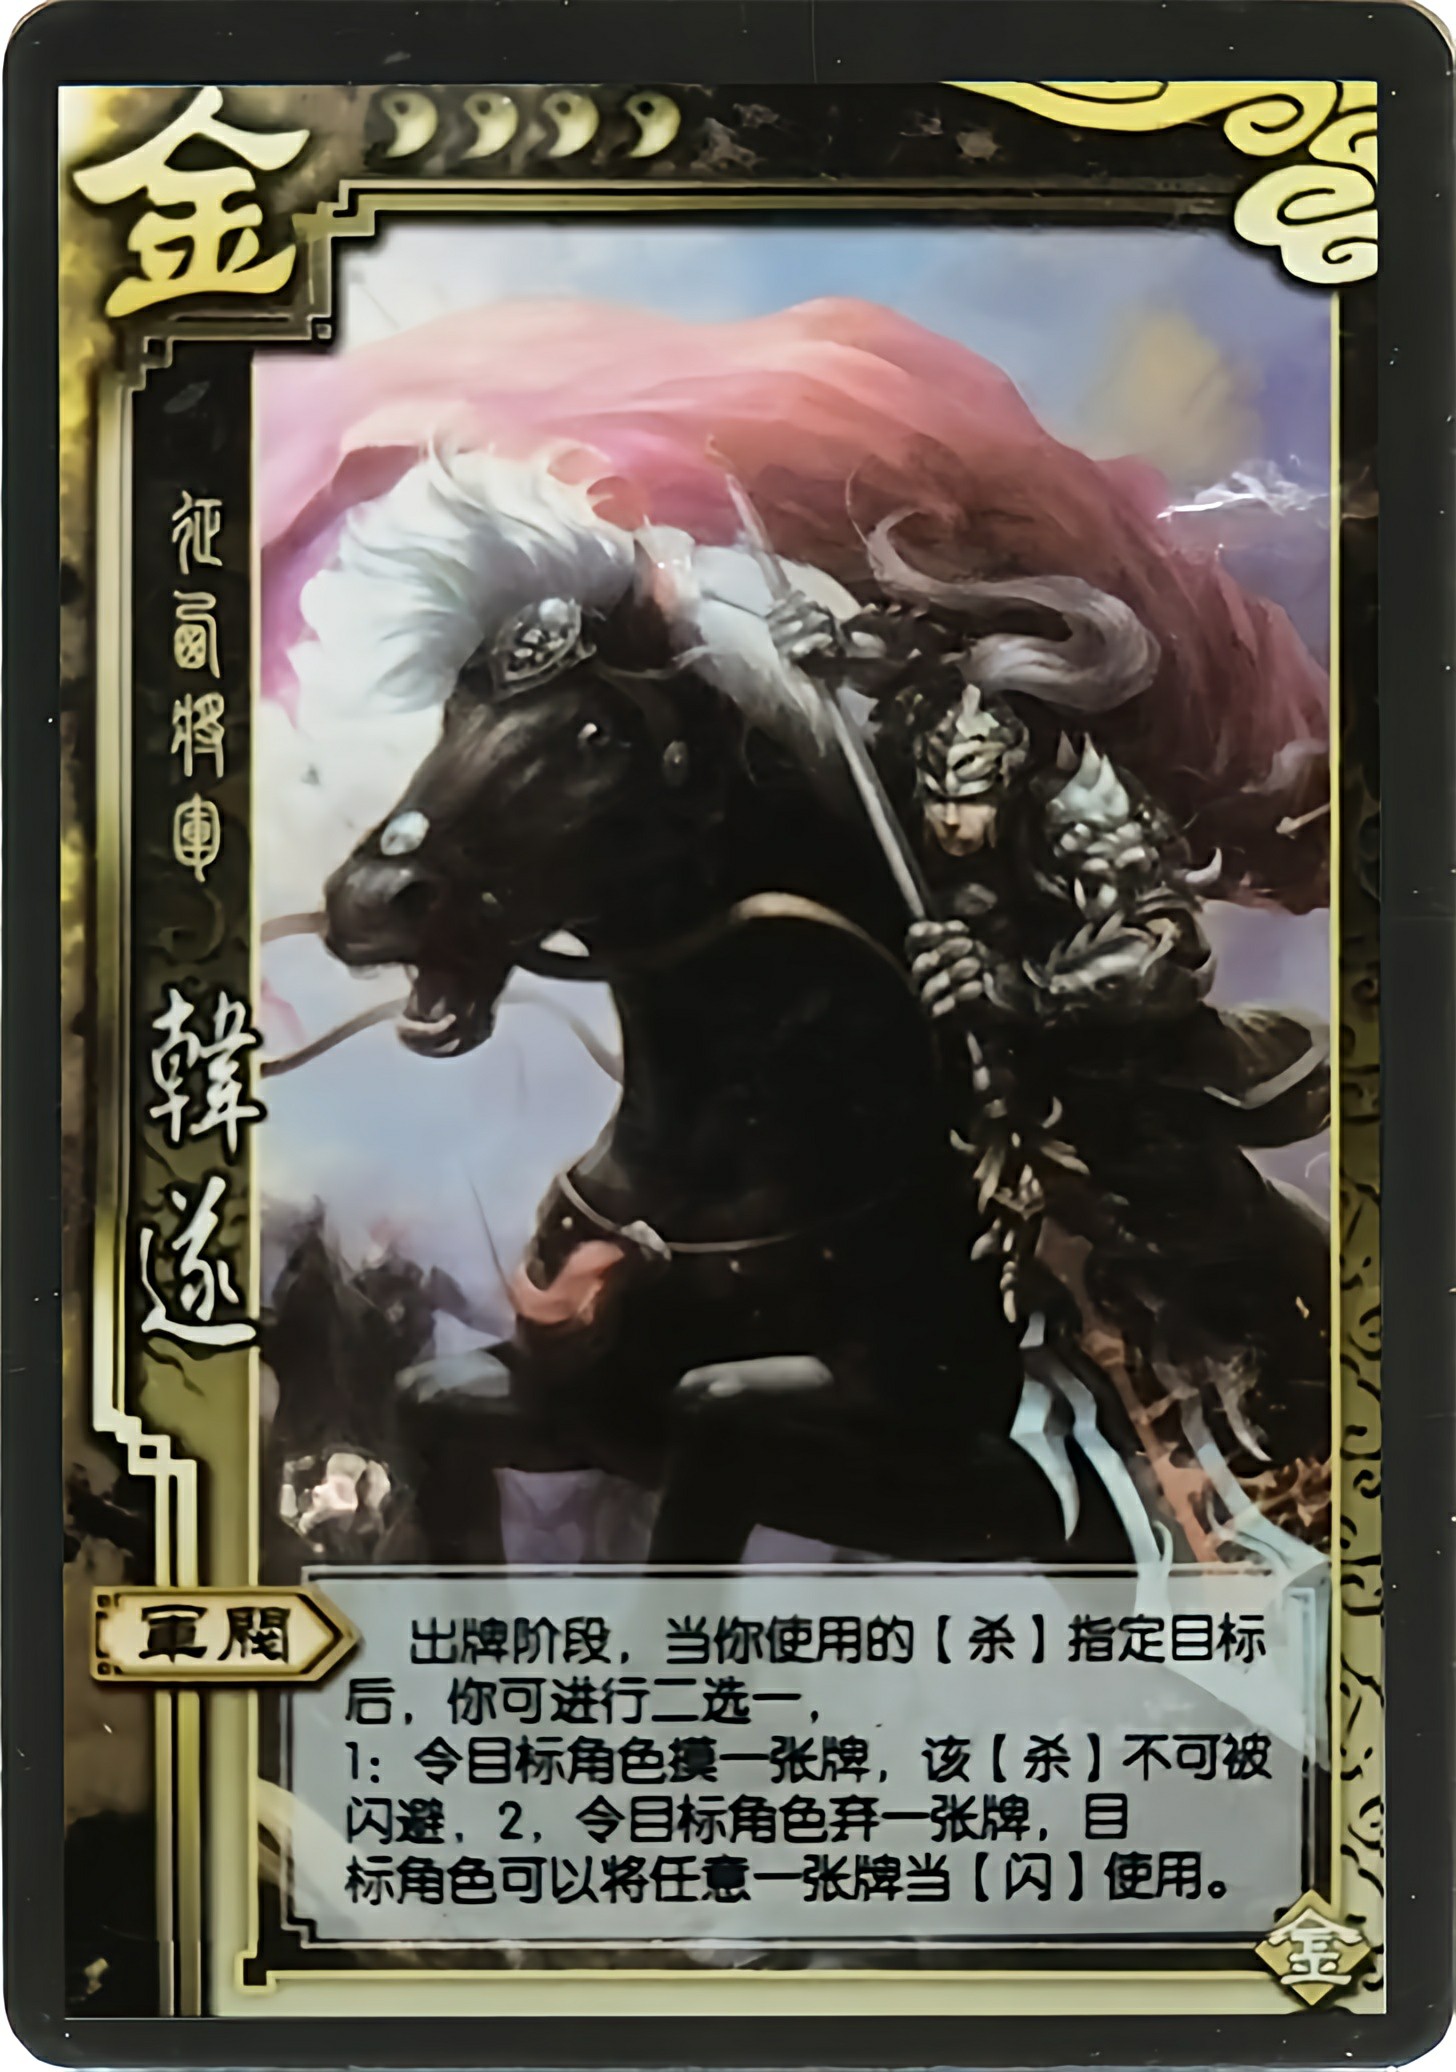 金
征西將軍
韓遂
軍閥
出牌阶段，当你使用的【杀】指定目标
后，你可进行二选一，
1：令目标角色摸一张牌，该【杀】不可被
闪避，2，令目标角色弃一张牌，目
标角色可以将任意一张牌当【闪】使用。
金